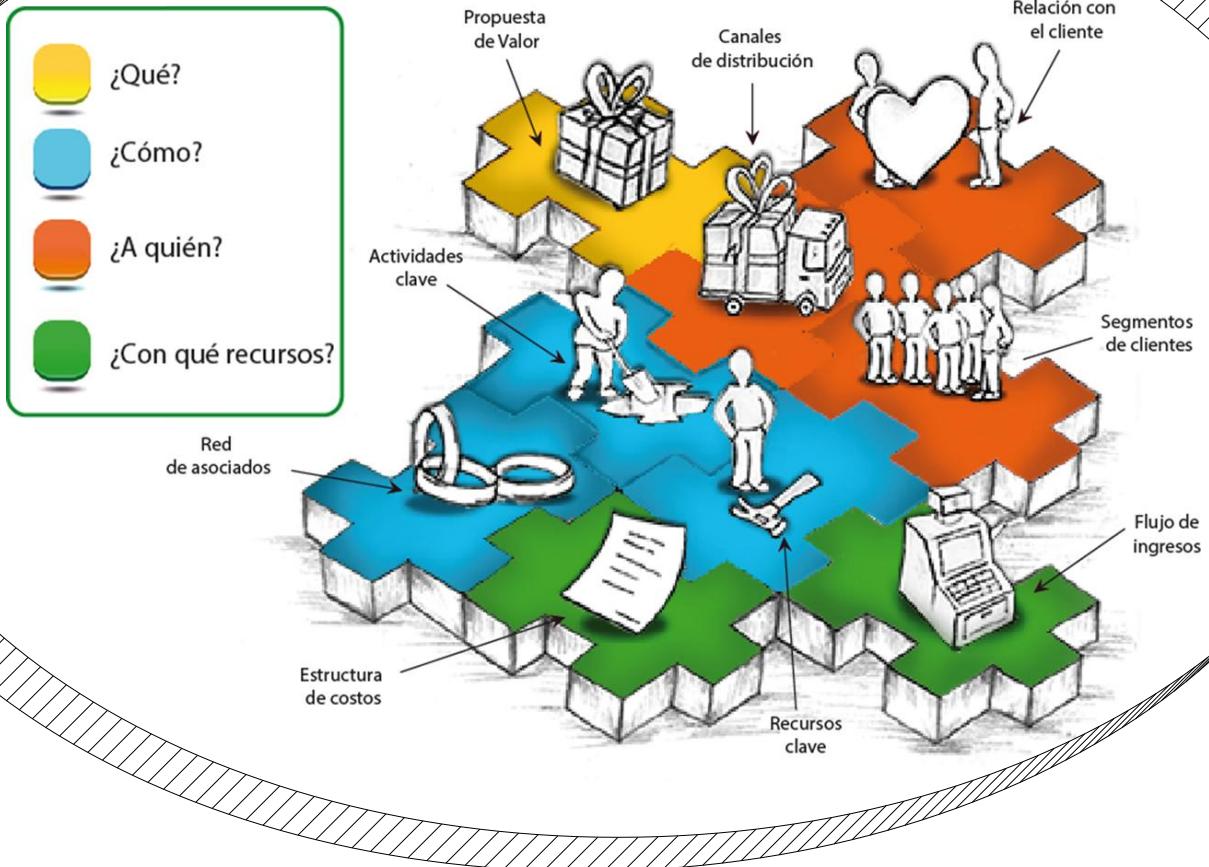 ¿Qué?
¿Cómo?
¿A quién?
¿Con qué recursos?
Propuesta
de Valor
Canales
de distribución
Relación con
el cliente
Actividades
clave
Segmentos
de clientes
Red
de asociados
Flujo de
ingresos
Estructura
de costos
Recursos
clave